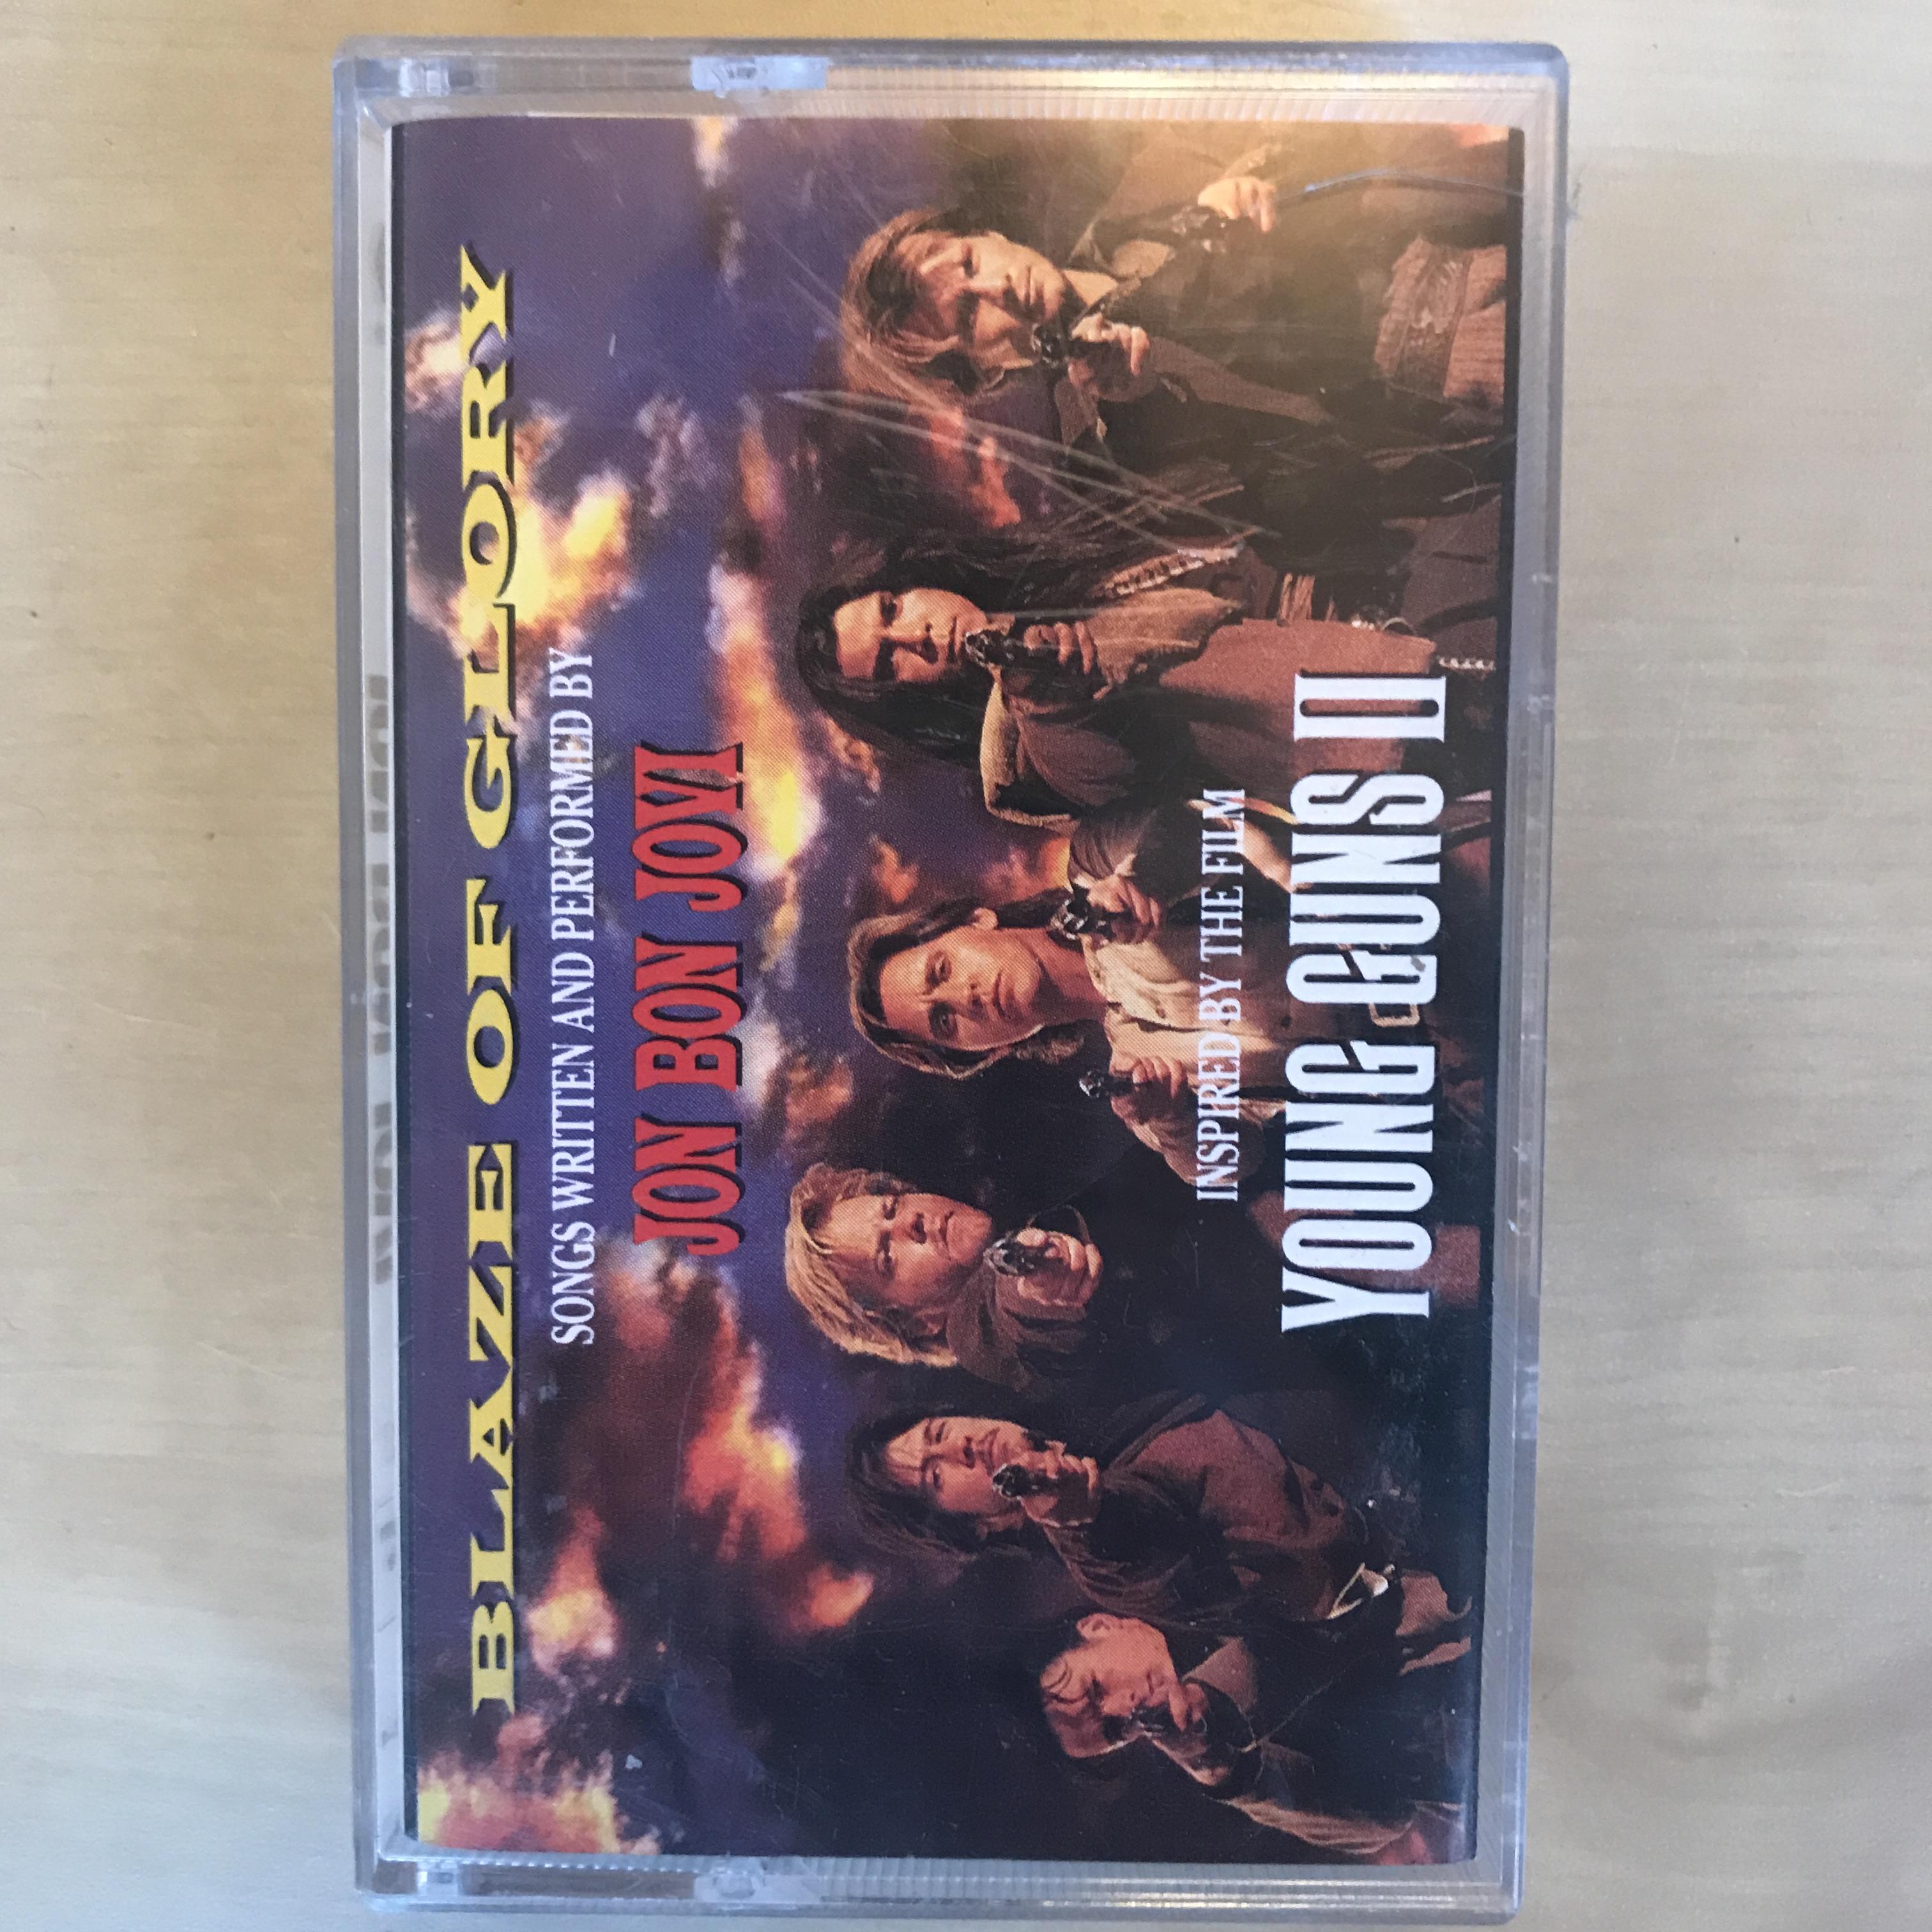 BLAZE OF GLORY
SONGS WRITTEN AND PERFORMED BY
JON BON JOVI
INSPIRED BY THE FILM
YOUNG GUNS II